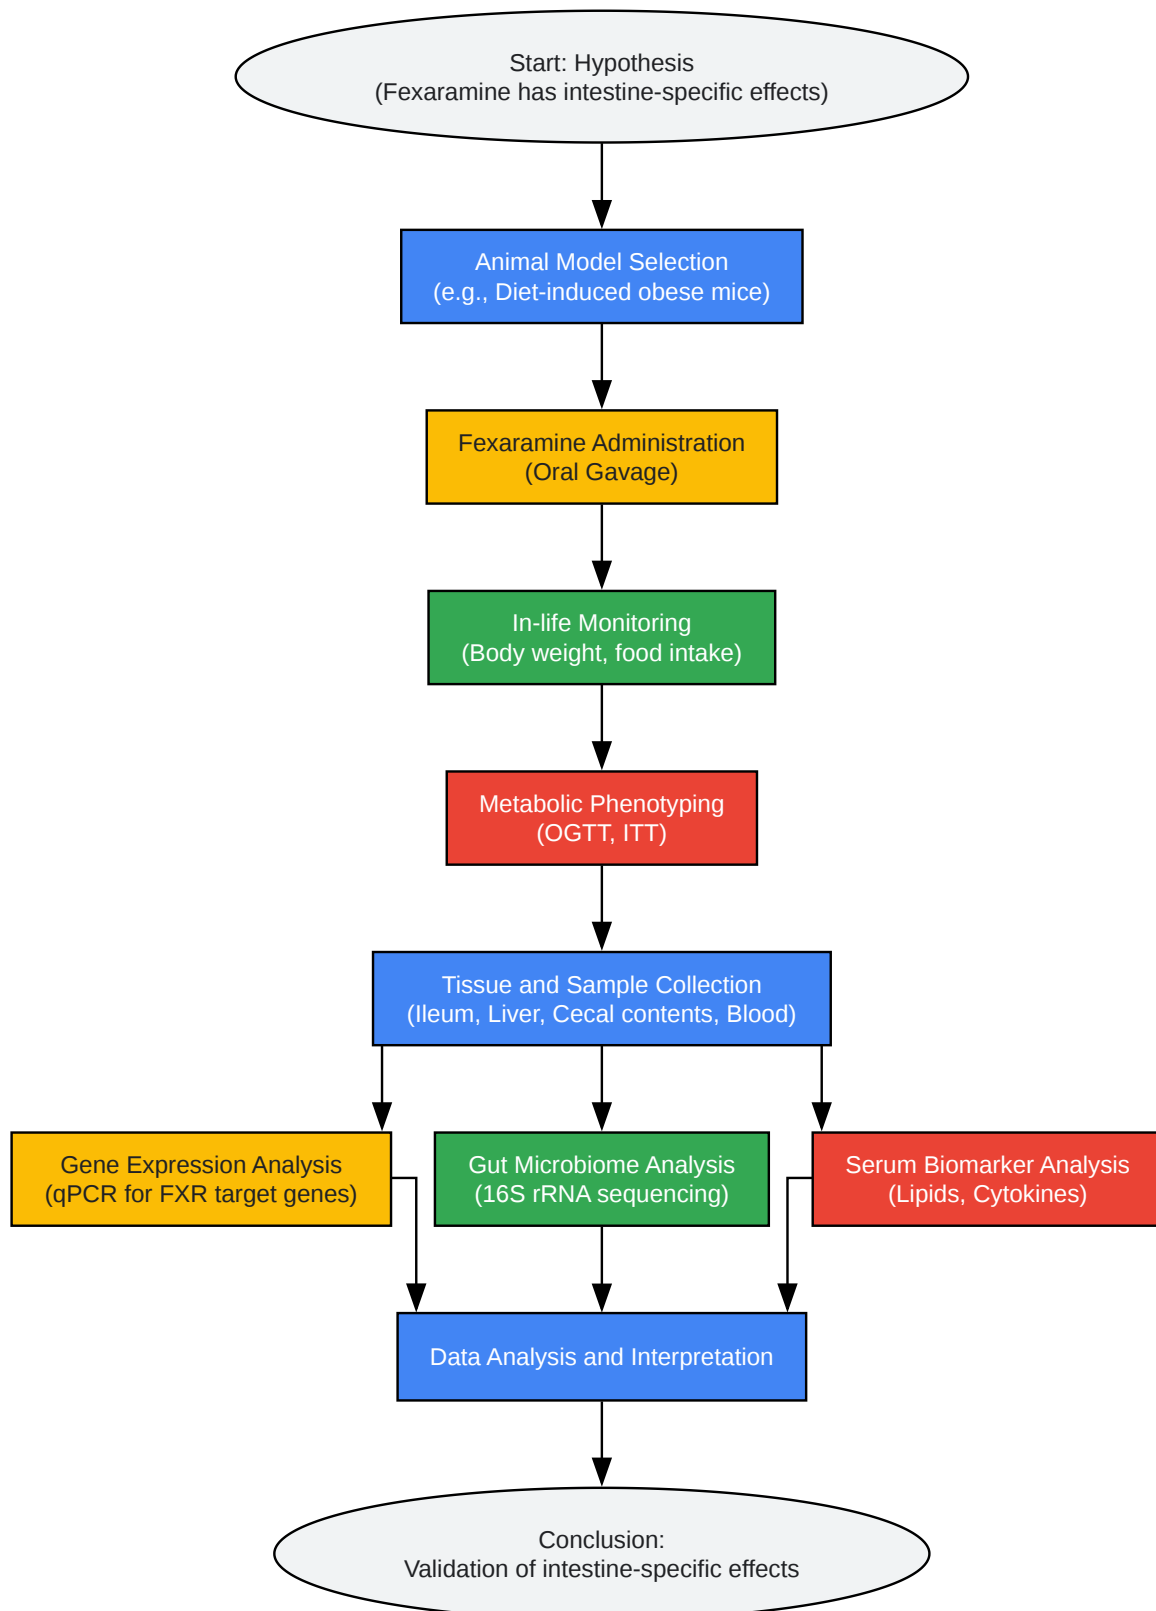 Start: Hypothesis
(Fexaramine has intestine-specific effects)
Animal Model Selection
(e.g., Diet-induced obese mice)
Fexaramine Administration
(Oral Gavage)
In-life Monitoring
(Body weight, food intake)
Metabolic Phenotyping
(OGTT, ITT)
Tissue and Sample Collection
(Ileum, Liver, Cecal contents, Blood)
Gene Expression Analysis
(qPCR for FXR target genes)
Gut Microbiome Analysis
(16S rRNA sequencing)
Serum Biomarker Analysis
(Lipids, Cytokines)
Data Analysis and Interpretation
Conclusion:
Validation of intestine-specific effects